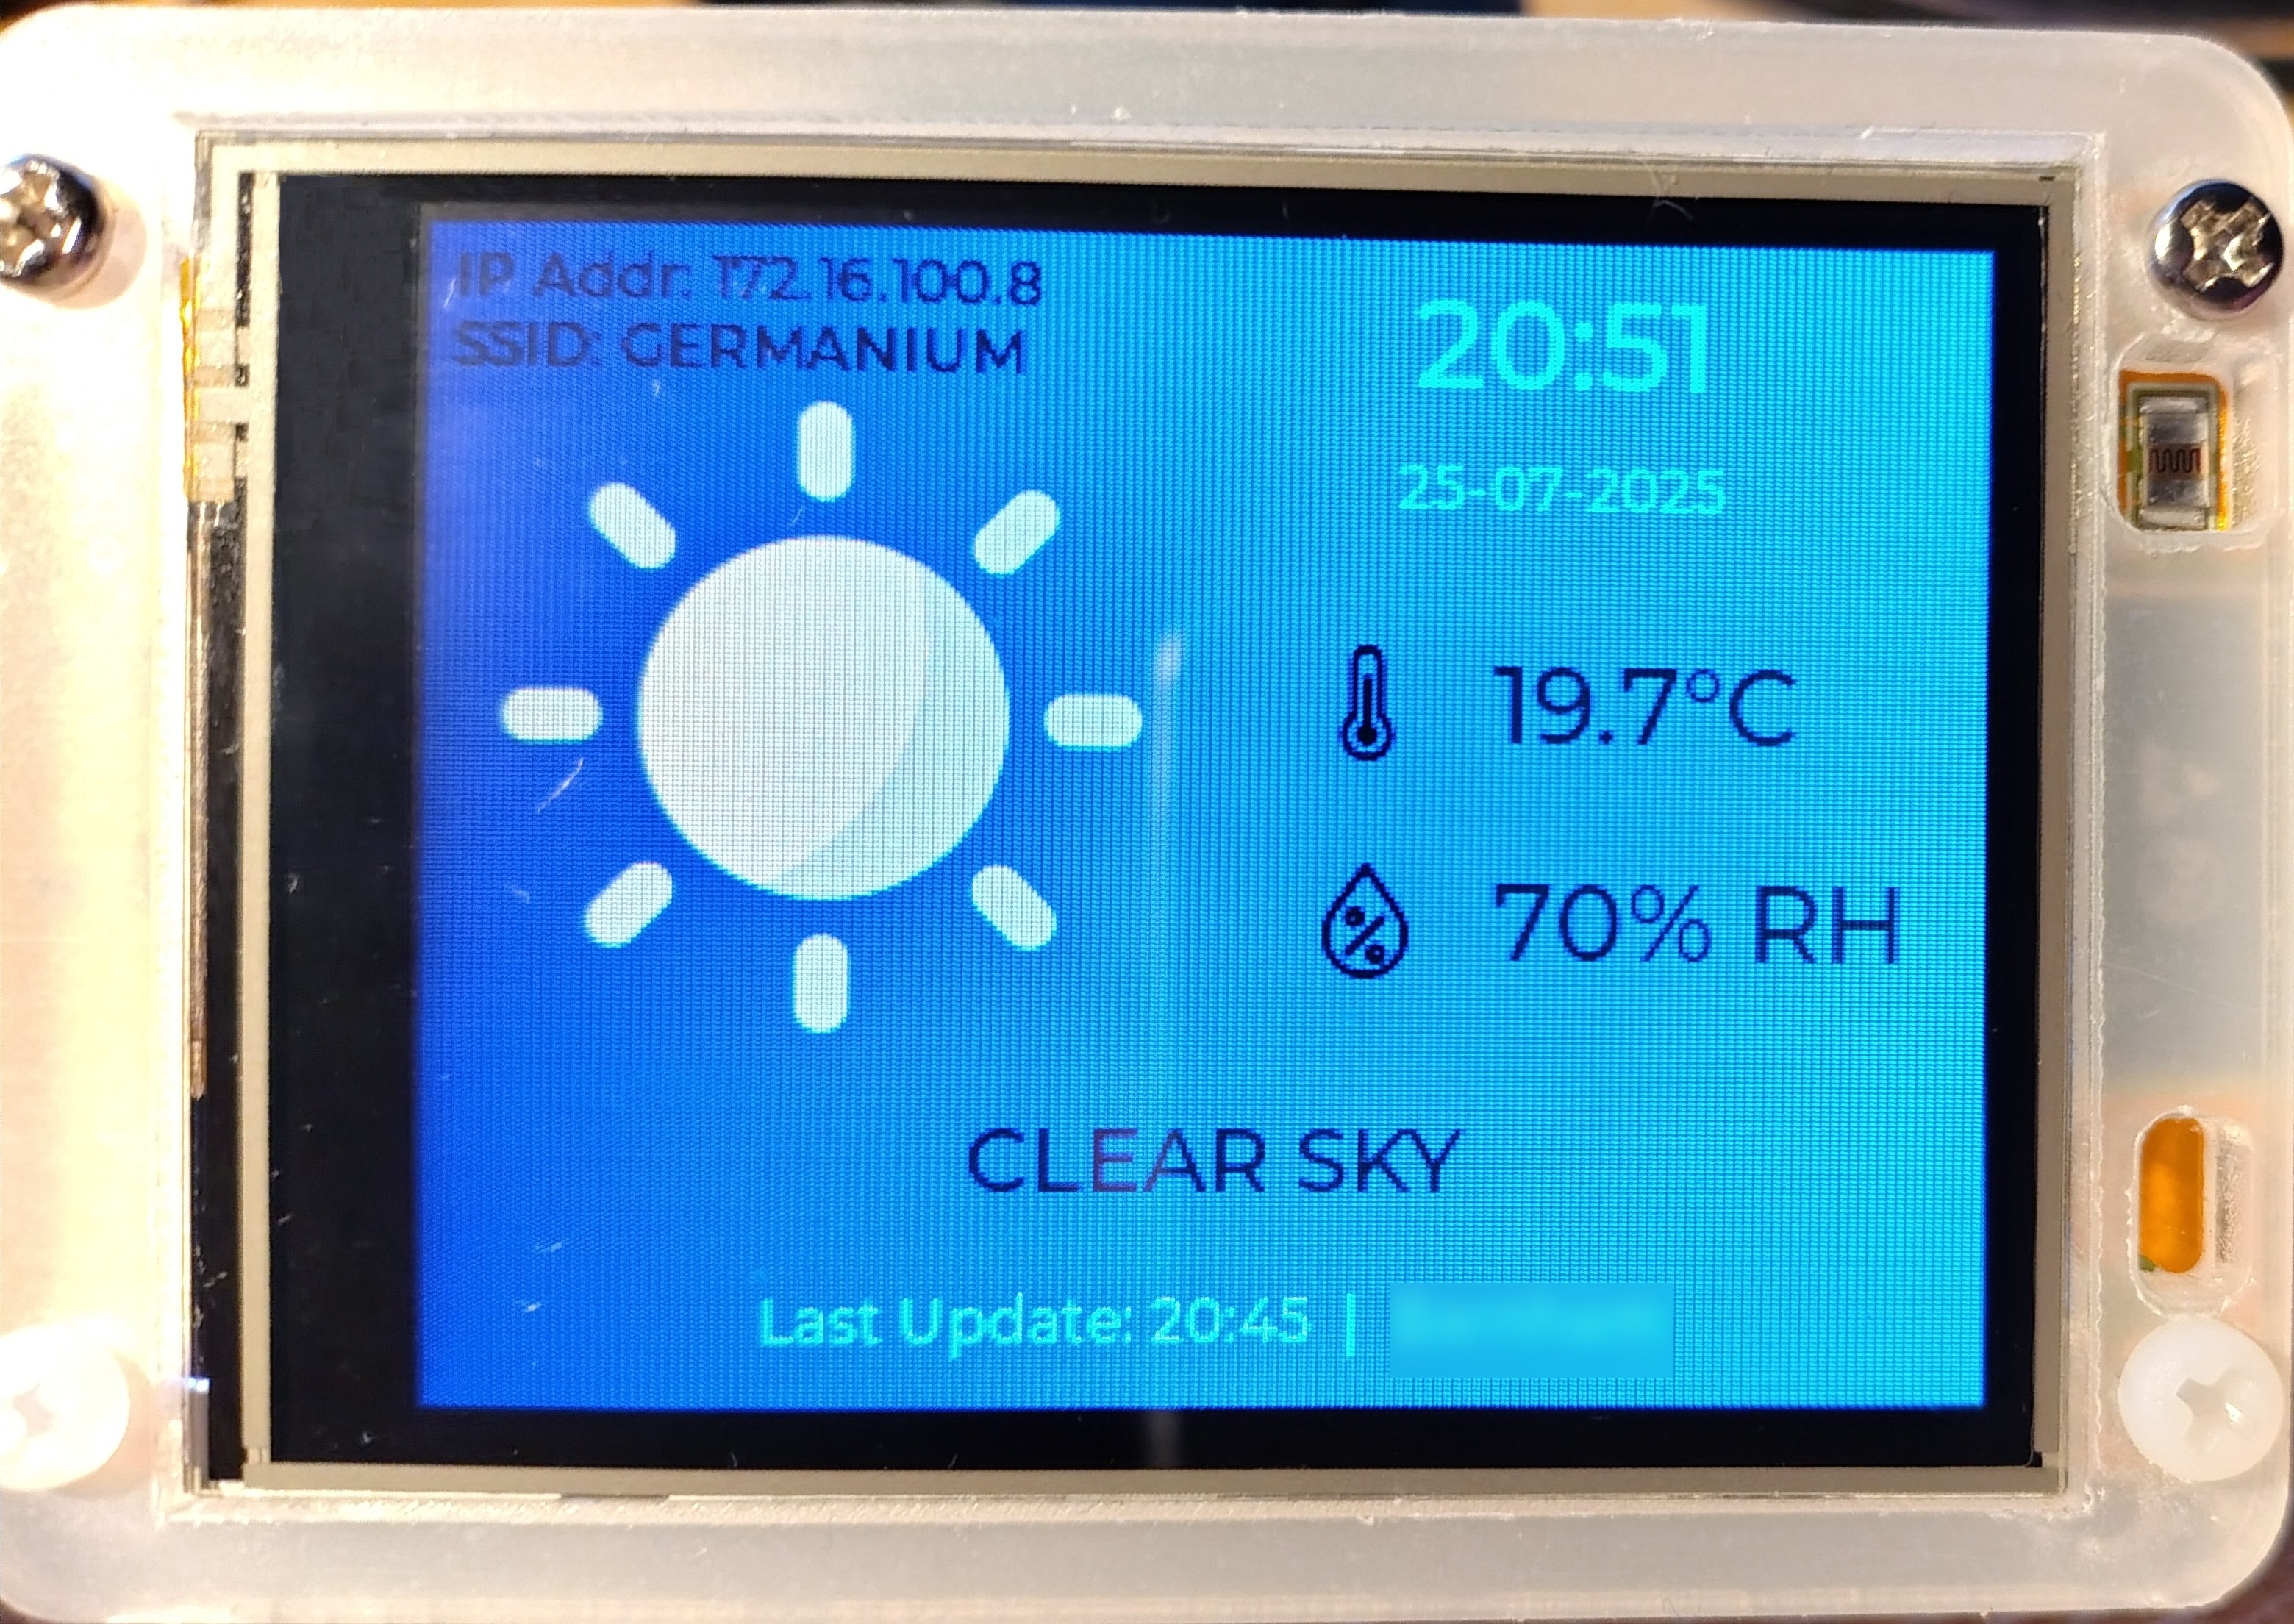 IP Addr: 172.16.100.8
SSID: GERMANIUM
20:51
25-07-2025
19.7°C
70% RH
CLEAR SKY
Last Update: 20:45 |